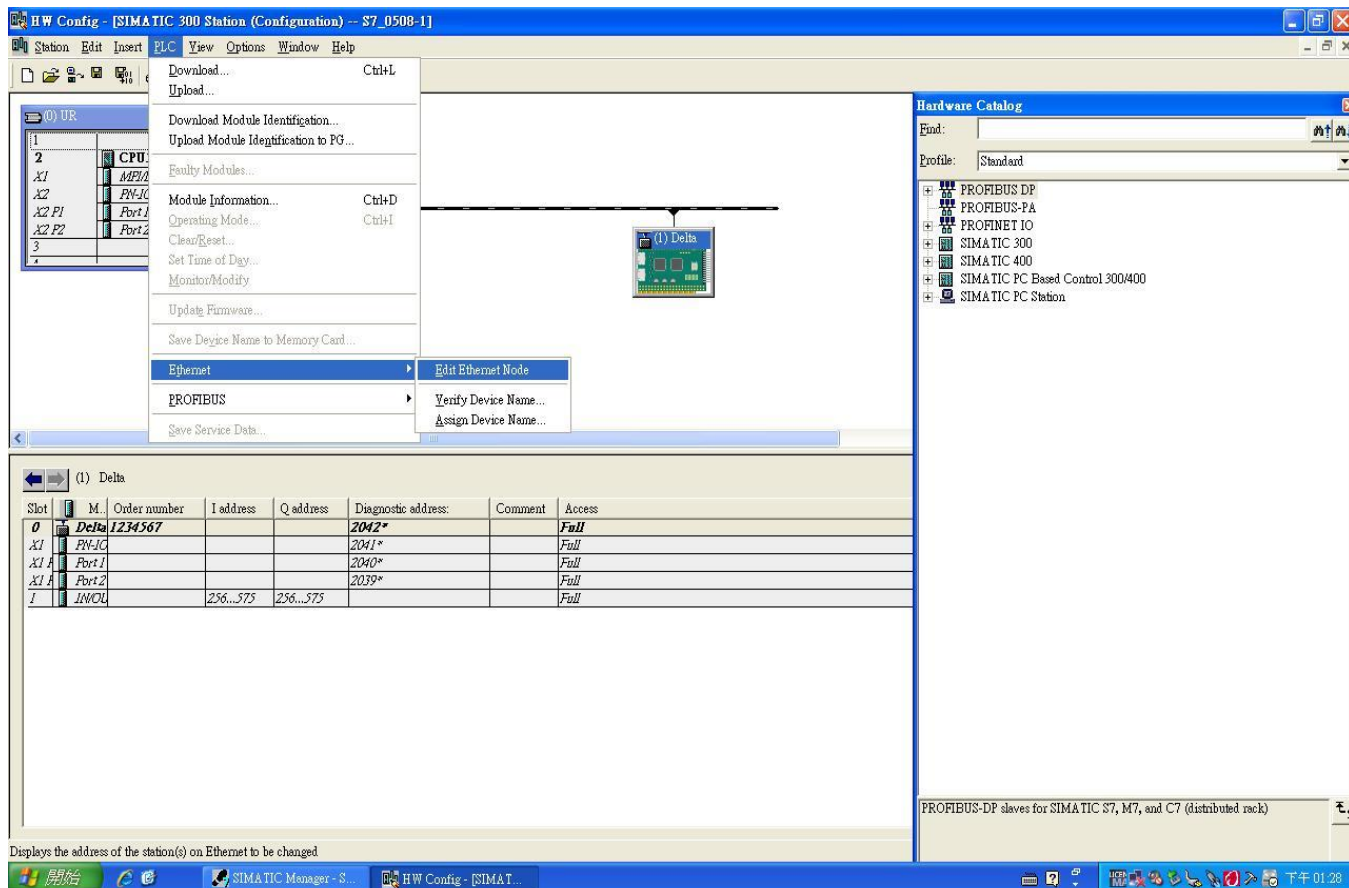 HW Config - [SIMATIC 300 Station (Configuration) -- S7_0508-1]
Station Edit Insert PLC View Options Window Help
Download... Ctrl+L
Upload...
Download Module Identification...
Upload Module Identification to PG...
Faulty Modules...
Module Information... Ctrl+D
Operating Mode... Ctrl+I
Clear/Reset...
Set Time of Day...
Monitor/Modify
Update Firmware...
Save Device Name to Memory Card...
Ethernet
PROFIBUS
Save Service Data...
Edit Ethernet Node
Verify Device Name...
Assign Device Name...
(0) UR
1
2 CPU
X1 MPI/
X2 PN-IO
X2 P1 Port 1
X2 P2 Port 2
3
(1) Delta
Hardware Catalog
Find:
Profile: Standard
PROFIBUS DP
PROFIBUS-PA
PROFINET IO
SIMATIC 300
SIMATIC 400
SIMATIC PC Based Control 300/400
SIMATIC PC Station
PROFIBUS-DP slaves for SIMATIC S7, M7, and C7 (distributed rack)
(1) Delta
Slot M.. Order number I address Q address Diagnostic address: Comment Access
0 Delta 1234567 2042* Full
X1 PN-IO 2041* Full
X1 P Port 1 2040* Full
X1 P Port 2 2039* Full
1 IN/OU 256...575 256...575 Full
Displays the address of the station(s) on Ethernet to be changed
開始 SIMATIC Manager - S... HW Config - [SIMAT... 下午 01:28